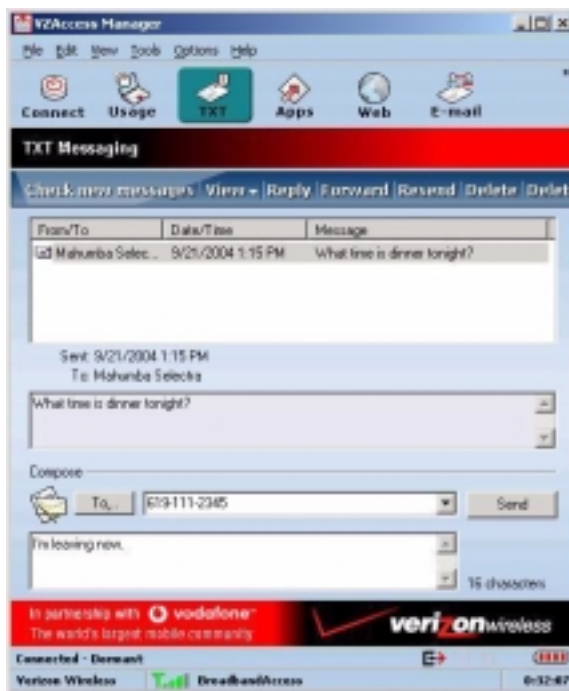 VZAccess Manager
File Edit View Tools Options Help
Connect Usage TXT Apps Web E-mail
TXT Messaging
Check new messages View Reply Forward Resend Delete Delet
From/To Date/Time Message
Mahumba Selec... 9/21/2004 1:15 PM What time is dinner tonight?
Sent: 9/21/2004 1:15 PM
To: Mahumba Selectra
What time is dinner tonight?
Compose
To... 619-111-2345 Send
I'm leaving now.
16 characters
In partnership with vodafone™
The world's largest mobile community
verizonwireless
Connected - Dormant
Verizon Wireless BroadbandAccess 0:32:07